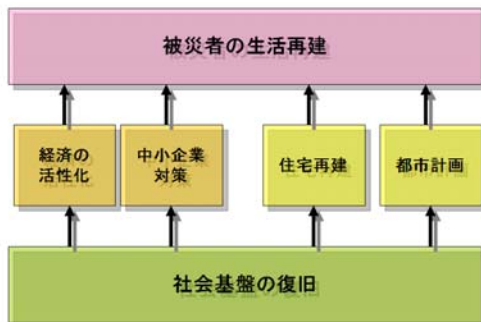 被災者の生活再建
経済の
活性化
中小企業
対策
住宅再建
都市計画
社会基盤の復旧